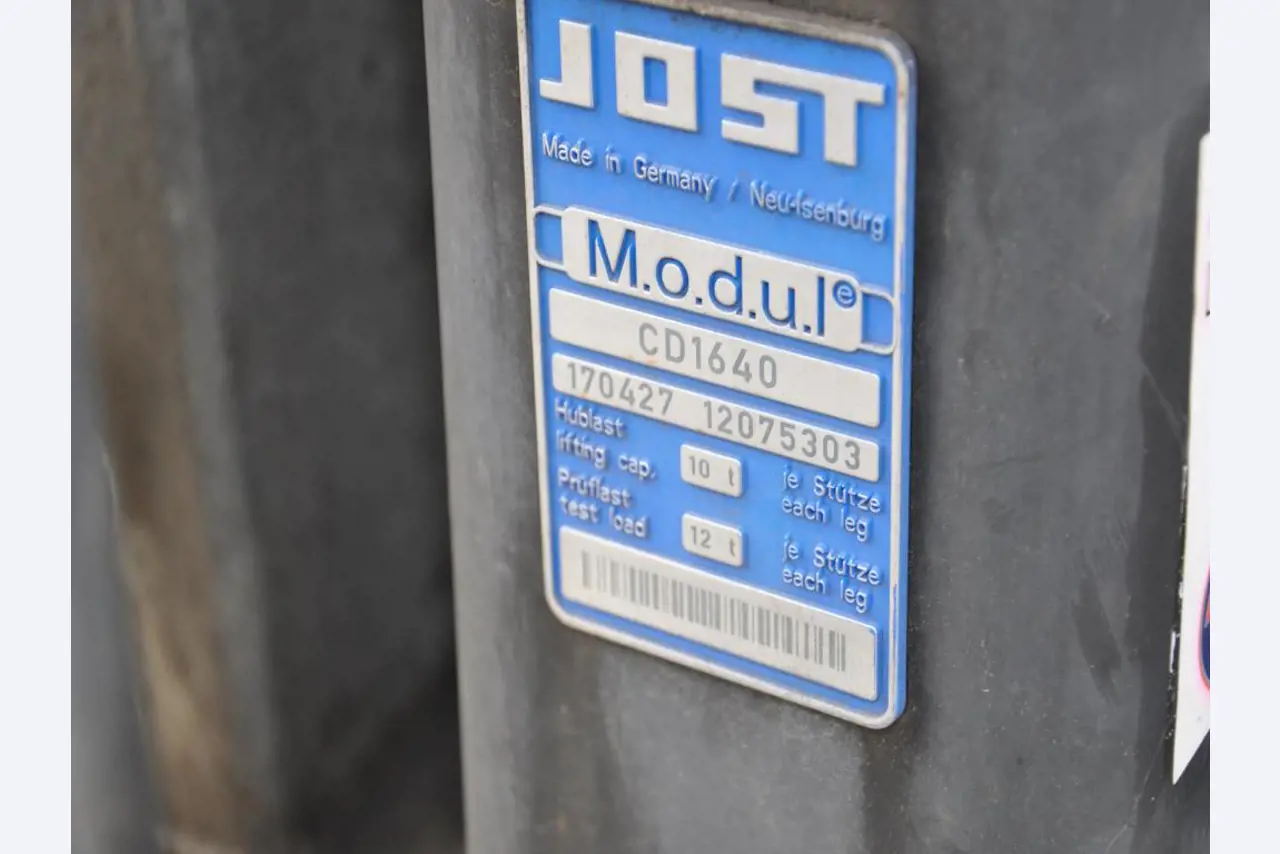 JOST
Made in Germany / Neu-Isenburg
M.o.d.u.l®
CD1640
170427 12075303
Hublast
lifting cap. 10 t je Stütze
each leg
Prüflast
test load 12 t je Stütze
each leg